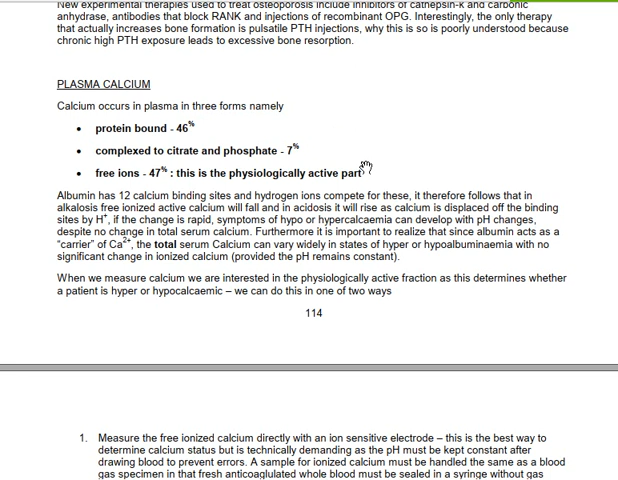 New experimental therapies used to treat osteoporosis include inhibitors of cathepsin-K and carbonic
anhydrase, antibodies that block RANK and injections of recombinant OPG. Interestingly, the only therapy
that actually increases bone formation is pulsatile PTH injections, why this is so is poorly understood because
chronic high PTH exposure leads to excessive bone resorption.
PLASMA CALCIUM
Calcium occurs in plasma in three forms namely
• protein bound - 46%
• complexed to citrate and phosphate - 7%
• free ions - 47% : this is the physiologically active part
Albumin has 12 calcium binding sites and hydrogen ions compete for these, it therefore follows that in
alkalosis free ionized active calcium will fall and in acidosis it will rise as calcium is displaced off the binding
sites by H⁺, if the change is rapid, symptoms of hypo or hypercalcaemia can develop with pH changes,
despite no change in total serum calcium. Furthermore it is important to realize that since albumin acts as a
“carrier” of Ca²⁺, the total serum Calcium can vary widely in states of hyper or hypoalbuminaemia with no
significant change in ionized calcium (provided the pH remains constant).
When we measure calcium we are interested in the physiologically active fraction as this determines whether
a patient is hyper or hypocalcaemic – we can do this in one of two ways
114
1. Measure the free ionized calcium directly with an ion sensitive electrode – this is the best way to
determine calcium status but is technically demanding as the pH must be kept constant after
drawing blood to prevent errors. A sample for ionized calcium must be handled the same as a blood
gas specimen in that fresh anticoaglulated whole blood must be sealed in a syringe without gas